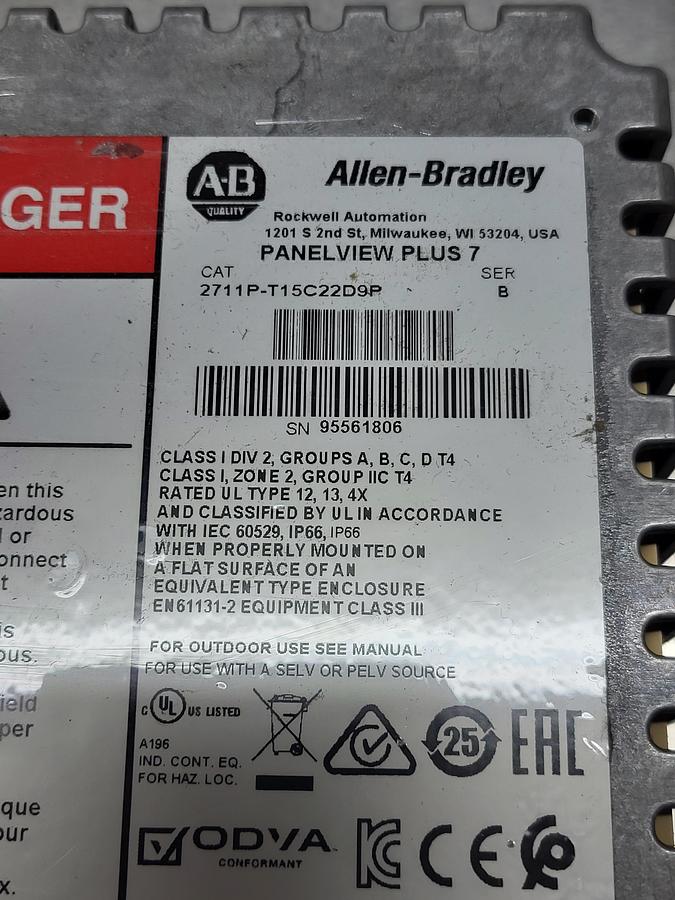 GER
en this
zardous
l or
onnect
t
is
ous.
ield
per
que
our
x.
A-B
QUALITY
Allen-Bradley
Rockwell Automation
1201 S 2nd St, Milwaukee, WI 53204, USA
PANELVIEW PLUS 7
CAT SER
2711P-T15C22D9P B
SN 95561806
CLASS I DIV 2, GROUPS A, B, C, D T4
CLASS I, ZONE 2, GROUP IIC T4
RATED UL TYPE 12, 13, 4X
AND CLASSIFIED BY UL IN ACCORDANCE
WITH IEC 60529, IP66, IP66
WHEN PROPERLY MOUNTED ON
A FLAT SURFACE OF AN
EQUIVALENT TYPE ENCLOSURE
EN61131-2 EQUIPMENT CLASS III
FOR OUTDOOR USE SEE MANUAL
FOR USE WITH A SELV OR PELV SOURCE
C UL US LISTED
25
EAC
A196
IND. CONT. EQ.
FOR HAZ. LOC.
ODVA
CONFORMANT
KC CE